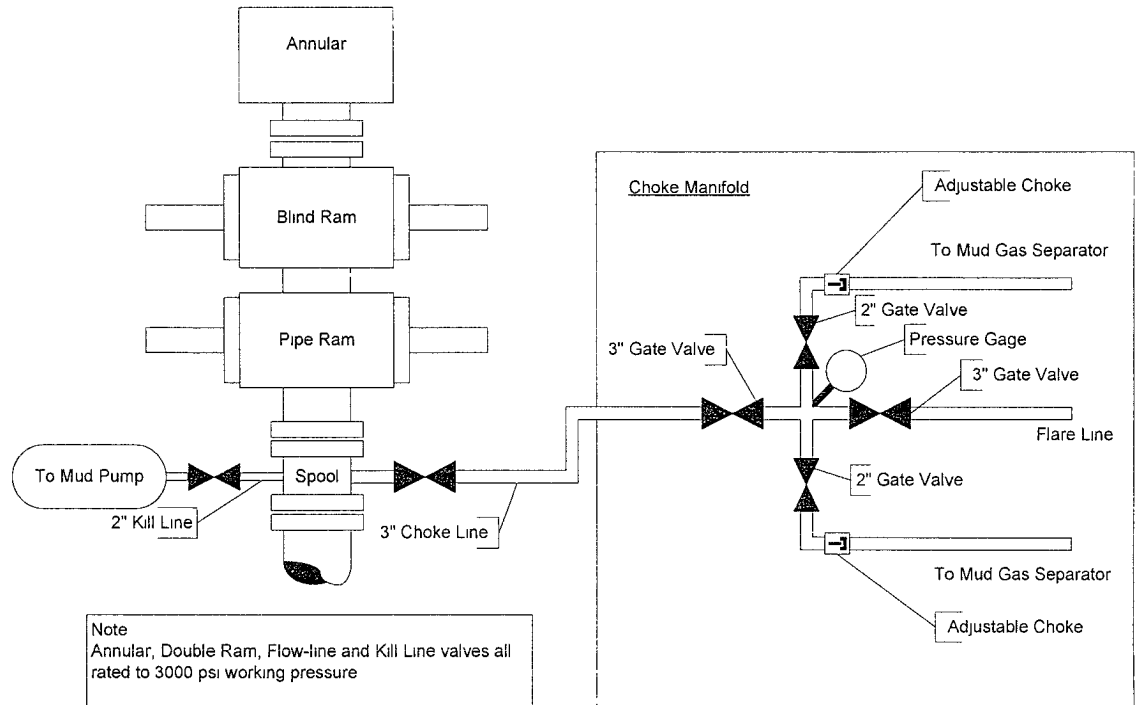 Annular
Blind Ram
Pipe Ram
To Mud Pump
Spool
2" Kill Line
3" Choke Line
Note
Annular, Double Ram, Flow-line and Kill Line valves all
rated to 3000 psi working pressure
Choke Manifold
Adjustable Choke
To Mud Gas Separator
2" Gate Valve
3" Gate Valve
Pressure Gage
3" Gate Valve
Flare Line
2" Gate Valve
To Mud Gas Separator
Adjustable Choke